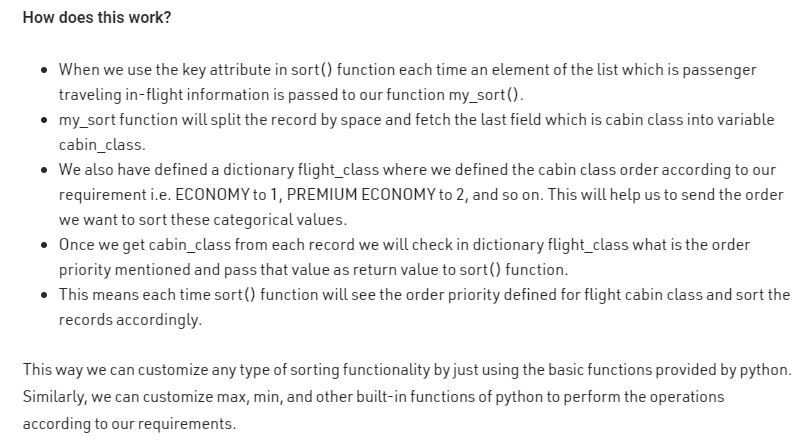 How does this work?
● When we use the key attribute in sort() function each time an element of the list which is passenger
traveling in-flight information is passed to our function my_sort().
● my_sort function will split the record by space and fetch the last field which is cabin class into variable
cabin_class.
● We also have defined a dictionary flight_class where we defined the cabin class order according to our
requirement i.e. ECONOMY to 1, PREMIUM ECONOMY to 2, and so on. This will help us to send the order
we want to sort these categorical values.
● Once we get cabin_class from each record we will check in dictionary flight_class what is the order
priority mentioned and pass that value as return value to sort() function.
● This means each time sort() function will see the order priority defined for flight cabin class and sort the
records accordingly.
This way we can customize any type of sorting functionality by just using the basic functions provided by python.
Similarly, we can customize max, min, and other built-in functions of python to perform the operations
according to our requirements.